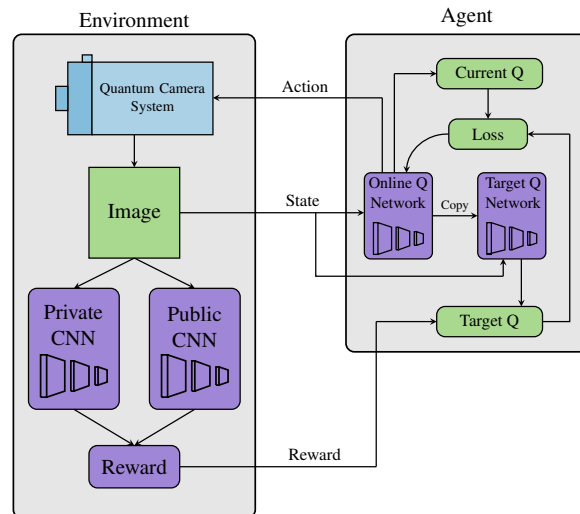 Environment
Agent
Quantum Camera
System
Action
Current Q
Loss
Image
State
Online Q
Network
Copy
Target Q
Network
Private
CNN
Public
CNN
Target Q
Reward
Reward